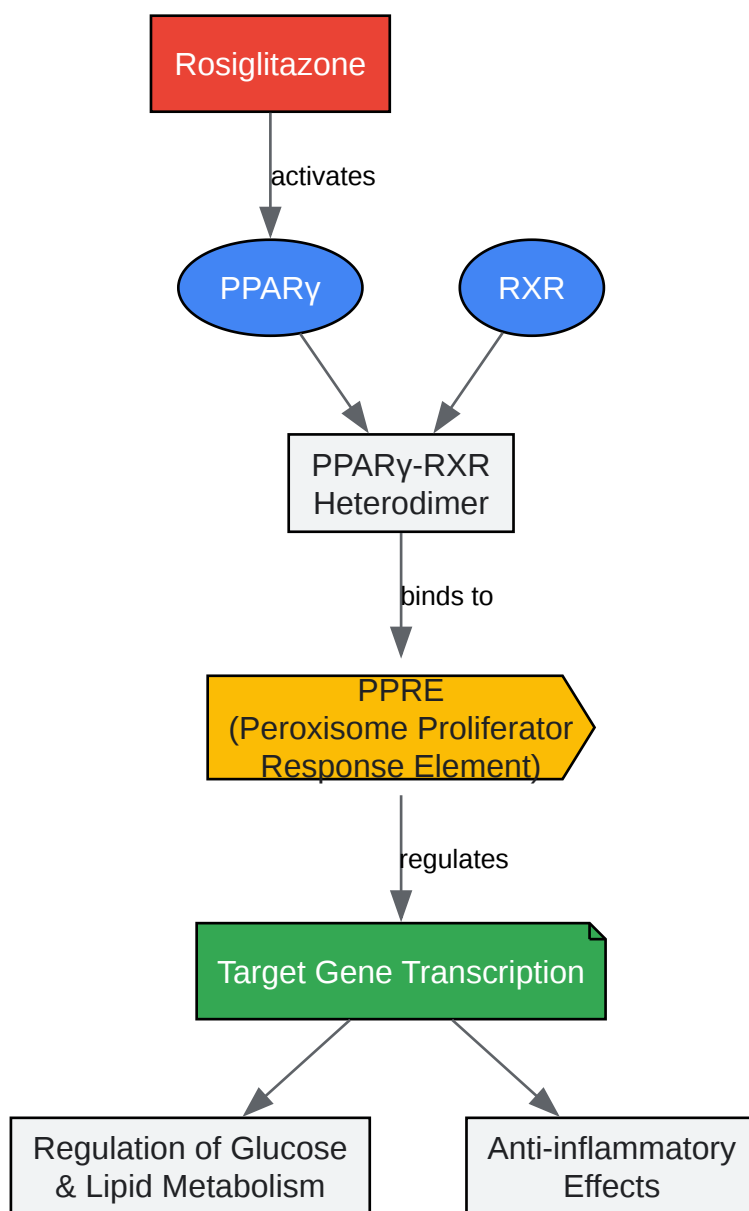 Rosiglitazone
activates
PPARγ
RXR
PPARγ-RXR
Heterodimer
binds to
PPRE
(Peroxisome Proliferator
Response Element)
regulates
Target Gene Transcription
Regulation of Glucose
& Lipid Metabolism
Anti-inflammatory
Effects